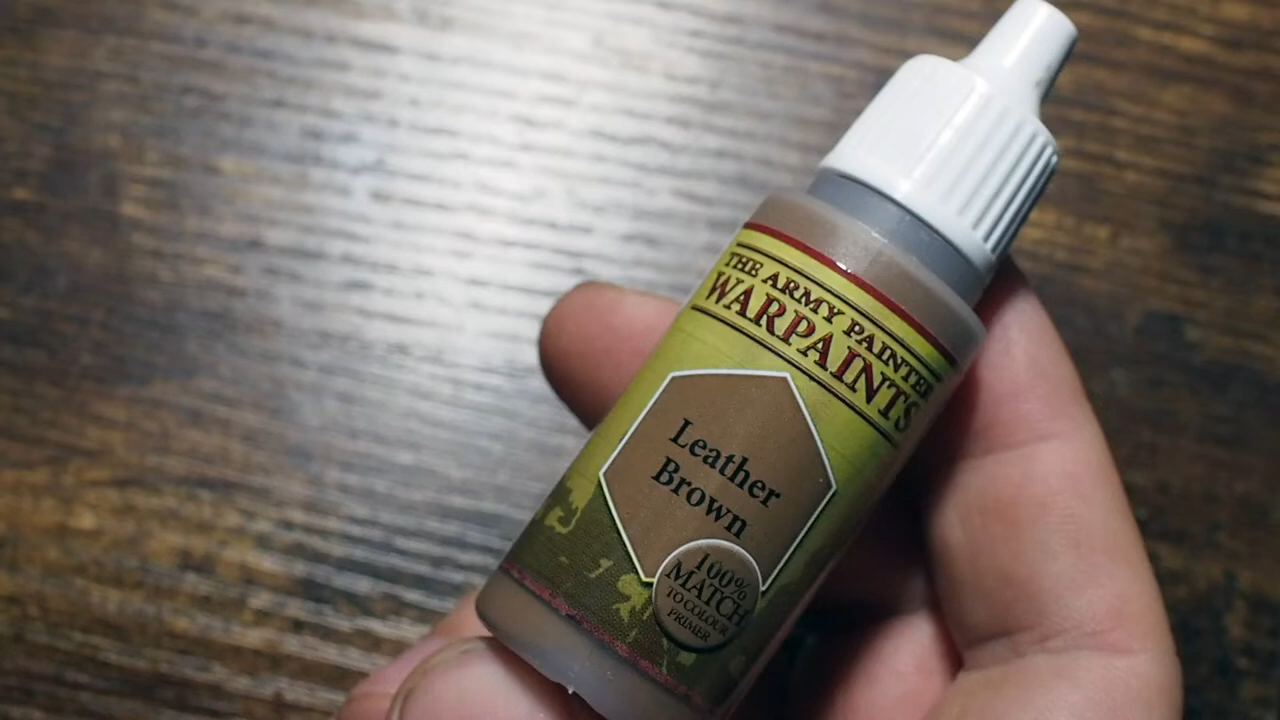 THE ARMY PAINTER
WARPAINTS
Leather
Brown
100%
MATCH
TO COLOUR
PRIMER